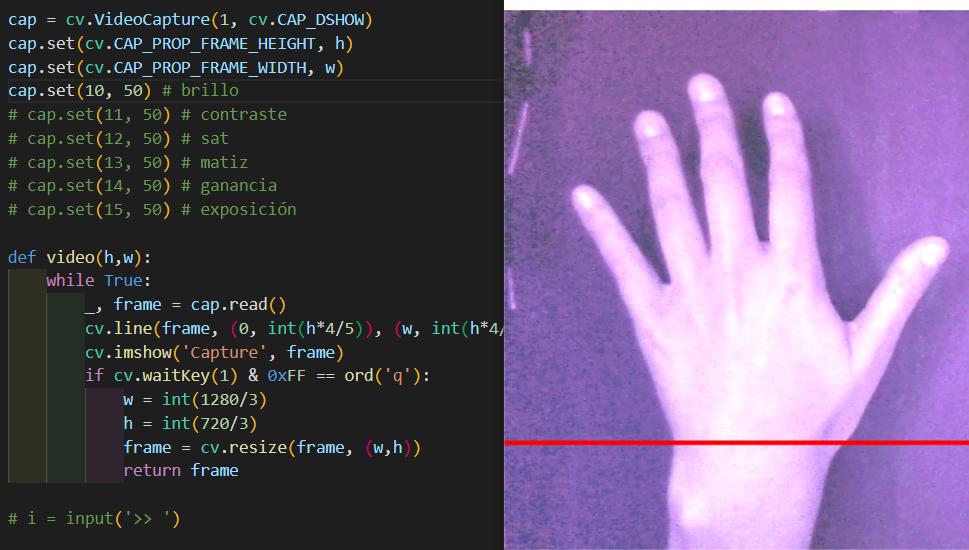 cap = cv.VideoCapture(1, cv.CAP_DSHOW)
cap.set(cv.CAP_PROP_FRAME_HEIGHT, h)
cap.set(cv.CAP_PROP_FRAME_WIDTH, w)
cap.set(10, 50) # brillo
# cap.set(11, 50) # contraste
# cap.set(12, 50) # sat
# cap.set(13, 50) # matiz
# cap.set(14, 50) # ganancia
# cap.set(15, 50) # exposición
def video(h,w):
while True:
_, frame = cap.read()
cv.line(frame, (0, int(h*4/5)), (w, int(h*4/
cv.imshow('Capture', frame)
if cv.waitKey(1) & 0xFF == ord('q'):
w = int(1280/3)
h = int(720/3)
frame = cv.resize(frame, (w,h))
return frame
# i = input('>> ')